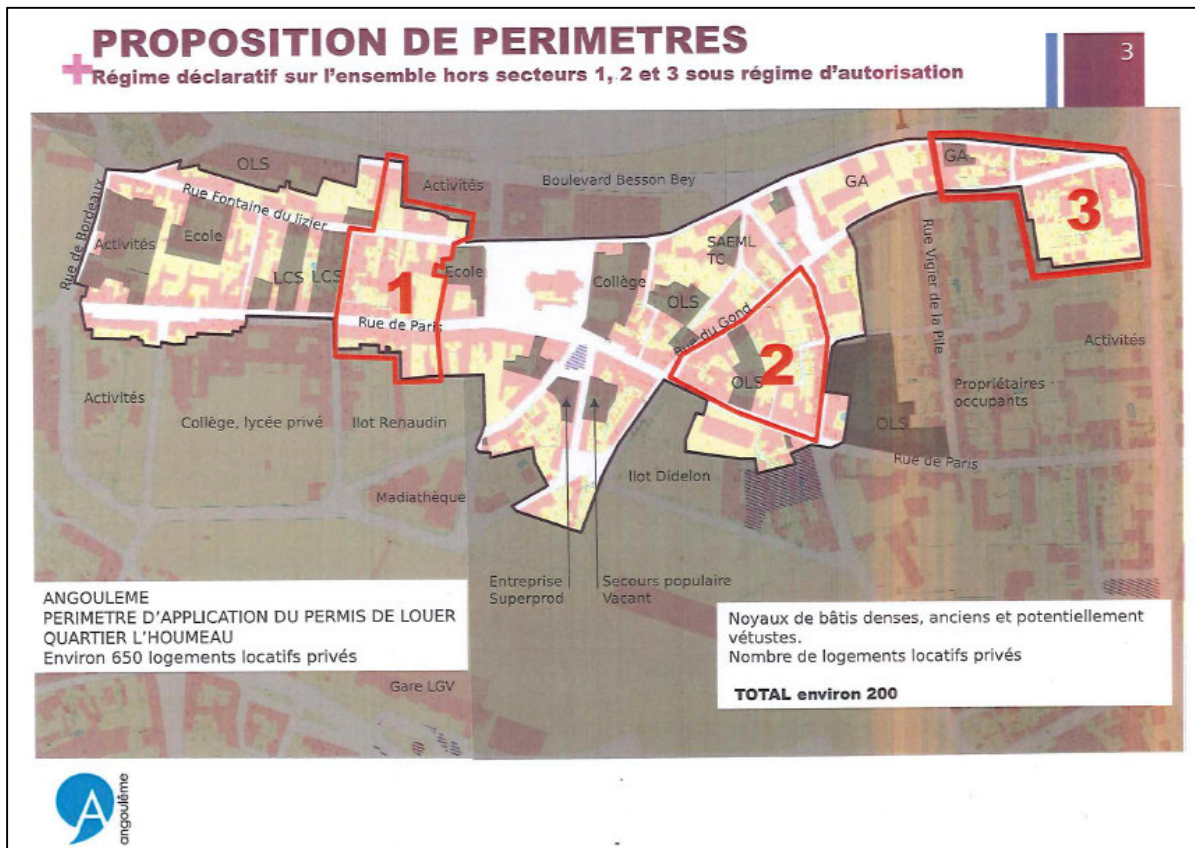 PROPOSITION DE PERIMETRES
Régime déclaratif sur l'ensemble hors secteurs 1, 2 et 3 sous régime d'autorisation
3
OLS
Activités
Boulevard Besson Bey
GA
GA
Rue Fontaine du lizier
Rue de Bordeaux
Activités
Ecole
LCS
LCS
1
Ecole
Collège
SAEML
TC
OLS
Rue du Gond
Rue Vigier de la Pile
3
Rue de Paris
2
OLS
Activités
Activités
Collège, lycée privé
Ilot Renaudin
Propriétaires -
occupants
OLS
Rue de Paris
Ilot Didelon
Madiathèque
Entreprise
Superprod
Secours populaire
Vacant
ANGOULEME
PERIMETRE D'APPLICATION DU PERMIS DE LOUER
QUARTIER L'HOUMEAU
Environ 650 logements locatifs privés
Noyaux de bâtis denses, anciens et potentiellement
vétustes.
Nombre de logements locatifs privés
TOTAL environ 200
Gare LGV
A
angoulême